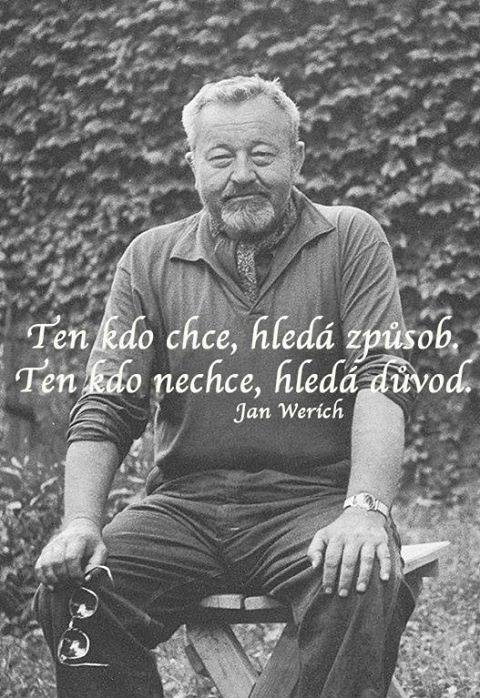 Ten kdo chce, hledá způsob.
Ten kdo nechce, hledá důvod.
Jan Werich